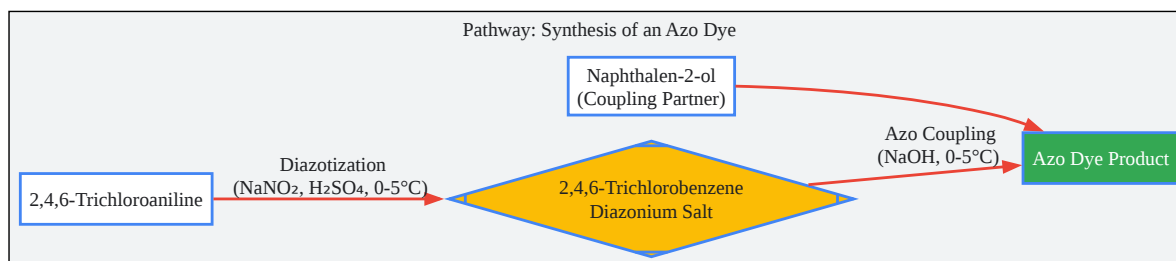 Pathway: Synthesis of an Azo Dye
Naphthalen-2-ol
(Coupling Partner)
Azo Coupling
(NaOH, 0-5°C)
Azo Dye Product
Diazotization
(NaNO₂, H₂SO₄, 0-5°C)
2,4,6-Trichloroaniline
2,4,6-Trichlorobenzene
Diazonium Salt